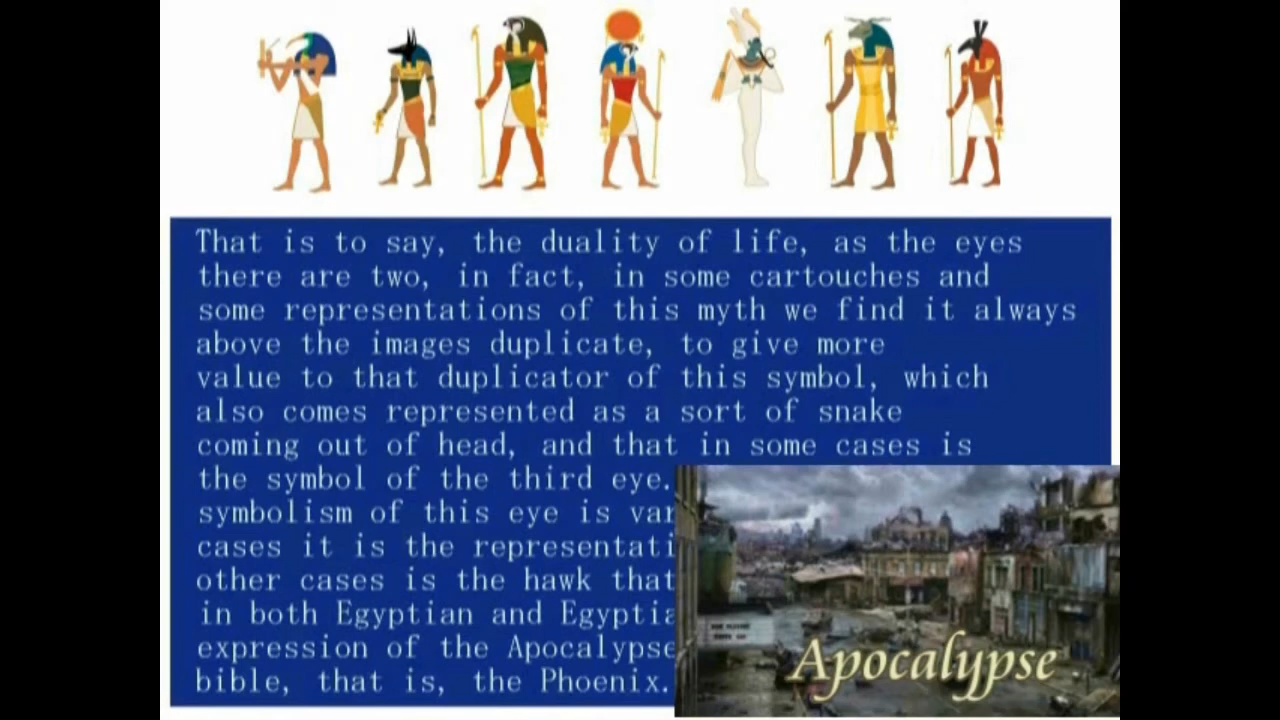 That is to say, the duality of life, as the eyes
there are two, in fact, in some cartouches and
some representations of this myth we find it always
above the images duplicate, to give more
value to that duplicator of this symbol, which
also comes represented as a sort of snake
coming out of head, and that in some cases is
the symbol of the third eye.
symbolism of this eye is
cases it is the
other cases is the hawk that
in both Egyptian and
expression of the Apocalypse
bible, that is, the Phoenix.
Apocalypse